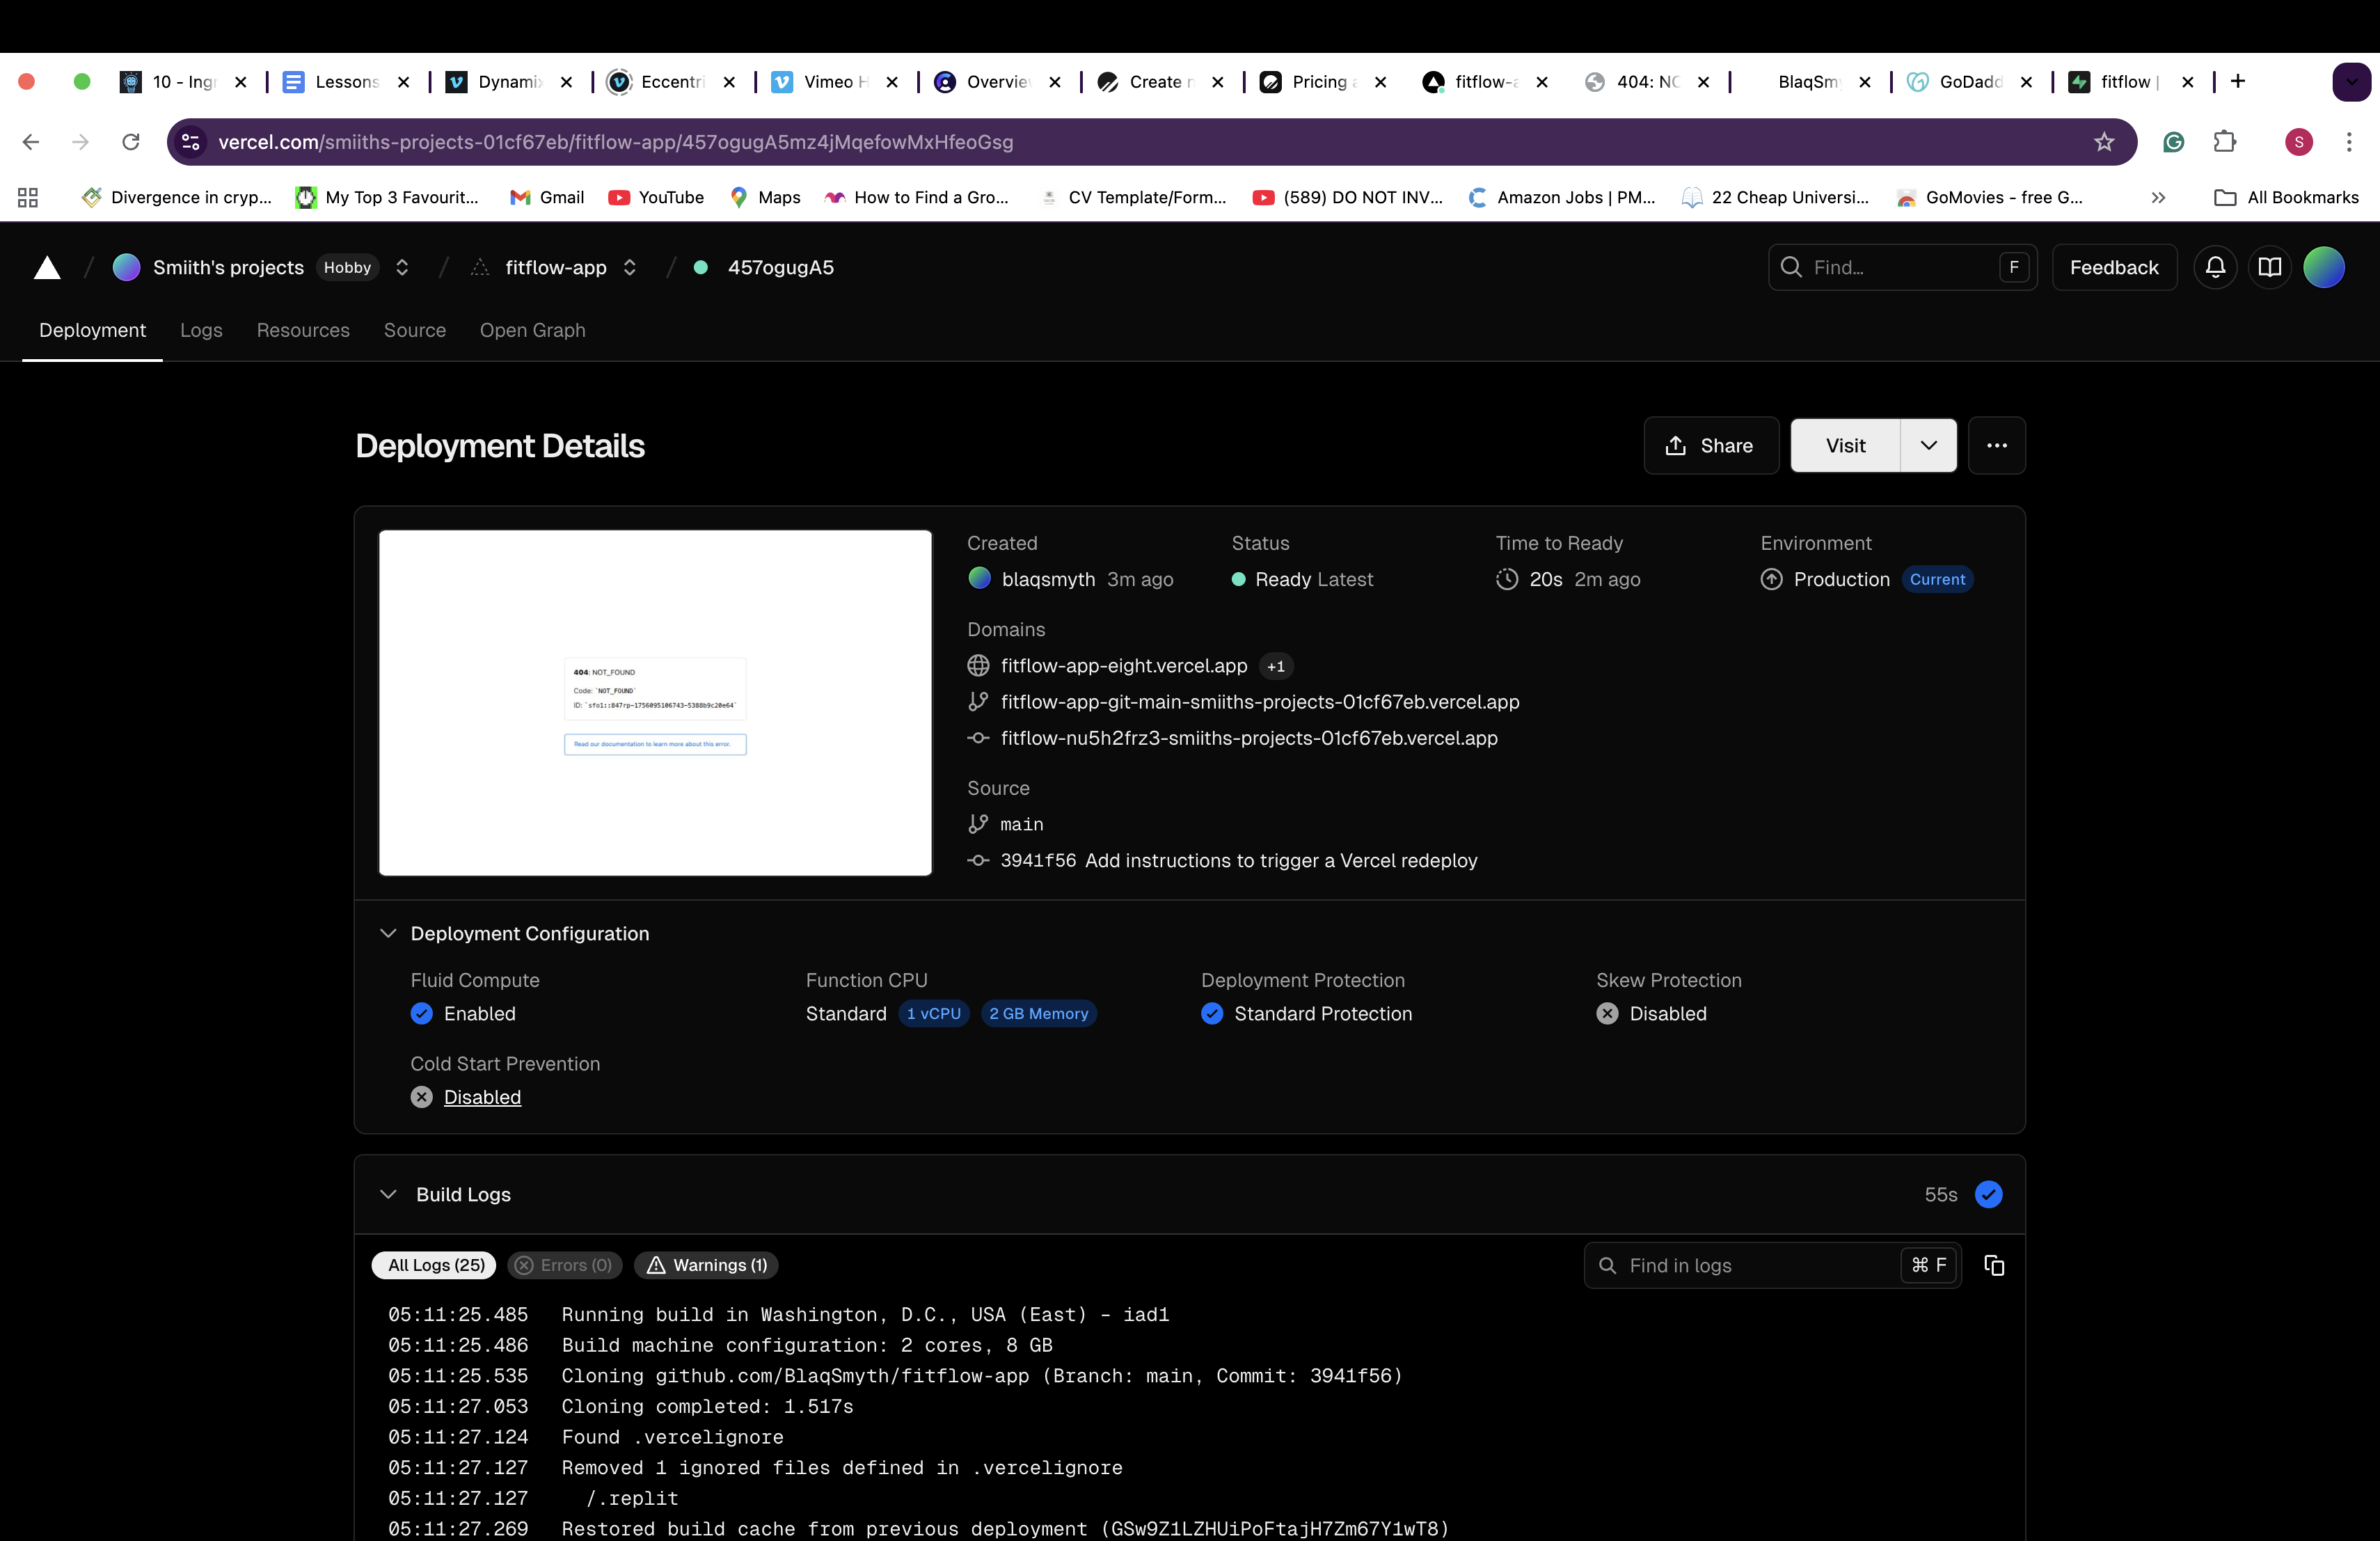 10 - Ingr
Lessons
Dynamix
Eccentri
Vimeo H
Overvie
Create n
Pricing a
fitflow-a
404: NO
BlaqSmy
GoDadd
fitflow |
vercel.com/smiiths-projects-01cf67eb/fitflow-app/457ogugA5mz4jMqefowMxHfeoGsg
S
Divergence in cryp...
My Top 3 Favourit...
Gmail
YouTube
Maps
How to Find a Gro...
CV Template/Form...
(589) DO NOT INV...
Amazon Jobs | PM...
22 Cheap Universi...
GoMovies - free G...
All Bookmarks
Smiith's projects Hobby
fitflow-app
457ogugA5
Find... F
Feedback
Deployment Logs Resources Source Open Graph
Deployment Details
Share
Visit
404: NOT_FOUND
Code: `NOT_FOUND`
ID: `sfo1::847rp-1756095106743-5388b9c20e64`
Read our documentation to learn more about this error.
Created
blaqsmyth 3m ago
Status
Ready Latest
Time to Ready
20s 2m ago
Environment
Production Current
Domains
fitflow-app-eight.vercel.app +1
fitflow-app-git-main-smiiths-projects-01cf67eb.vercel.app
fitflow-nu5h2frz3-smiiths-projects-01cf67eb.vercel.app
Source
main
3941f56 Add instructions to trigger a Vercel redeploy
Deployment Configuration
Fluid Compute
Enabled
Function CPU
Standard 1 vCPU 2 GB Memory
Deployment Protection
Standard Protection
Skew Protection
Disabled
Cold Start Prevention
Disabled
Build Logs
55s
All Logs (25) Errors (0) Warnings (1)
Find in logs ⌘ F
05:11:25.485 Running build in Washington, D.C., USA (East) – iad1
05:11:25.486 Build machine configuration: 2 cores, 8 GB
05:11:25.535 Cloning github.com/BlaqSmyth/fitflow-app (Branch: main, Commit: 3941f56)
05:11:27.053 Cloning completed: 1.517s
05:11:27.124 Found .vercelignore
05:11:27.127 Removed 1 ignored files defined in .vercelignore
05:11:27.127 /.replit
05:11:27.269 Restored build cache from previous deployment (GSw9Z1LZHUiPoFtajH7Zm67Y1wT8)